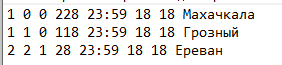 1 0 0 228 23:59 18 18 Махачкала
1 1 0 118 23:59 18 18 Грозный
2 2 1 28 23:59 18 18 Ереван